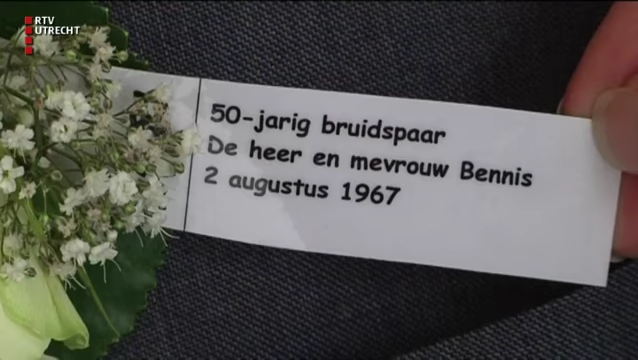 RTV
UTRECHT
50-jarig bruidspaar
De heer en mevrouw Bennis
2 augustus 1967